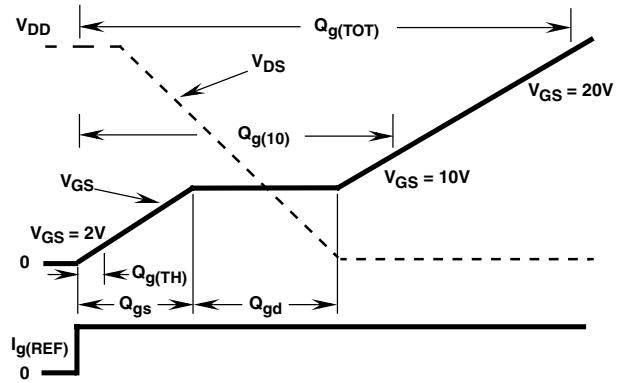 V_DD
Q_g(TOT)
V_DS
V_GS = 20V
Q_g(10)
V_GS
V_GS = 10V
V_GS = 2V
0
Q_g(TH)
Q_gs
Q_gd
I_g(REF)
0